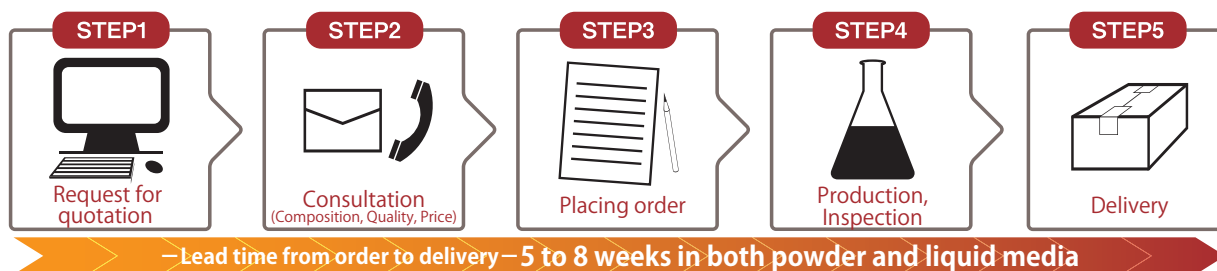 STEP1
Request for
quotation
STEP2
Consultation
(Composition, Quality, Price)
STEP3
Placing order
STEP4
Production,
Inspection
STEP5
Delivery
−Lead time from order to delivery−5 to 8 weeks in both powder and liquid media